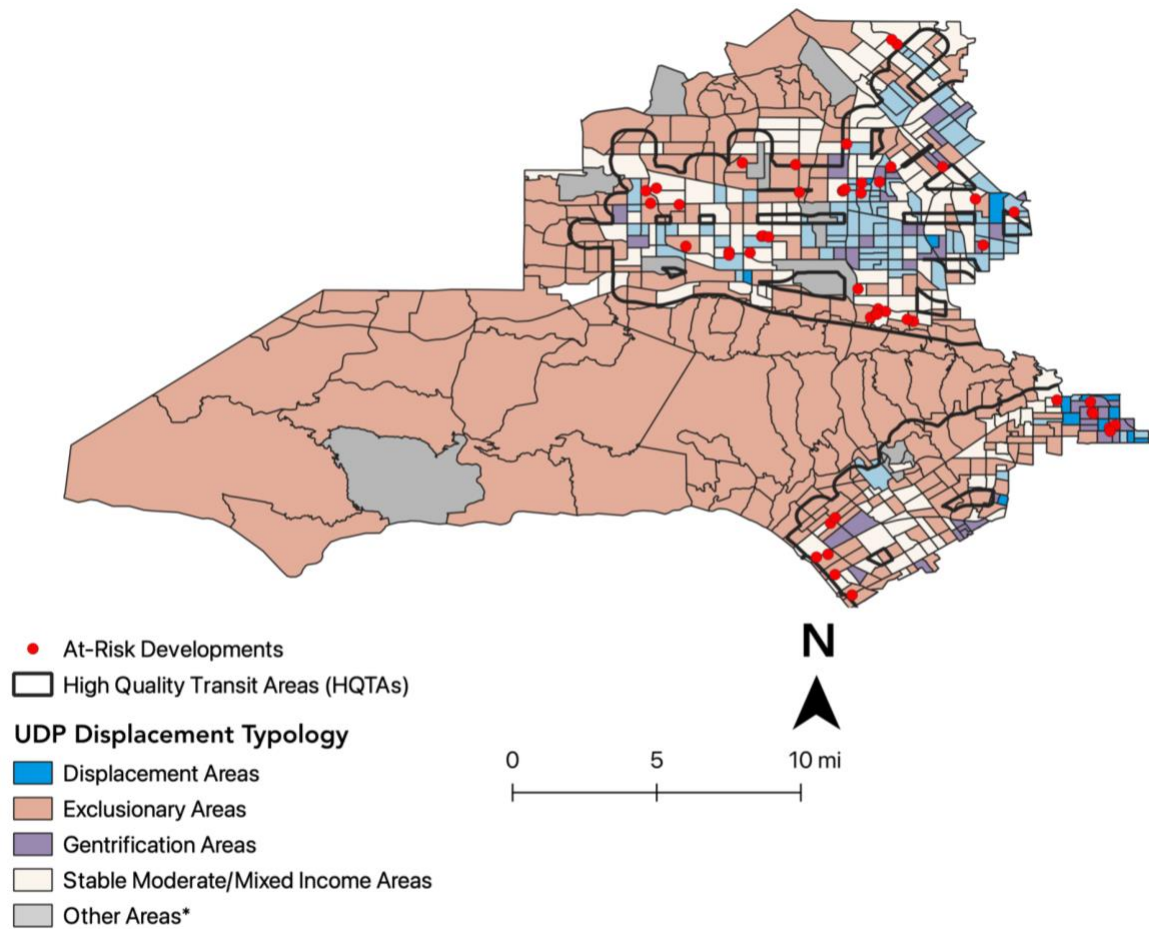 At-Risk Developments
High Quality Transit Areas (HQTAs)
UDP Displacement Typology
Displacement Areas
Exclusionary Areas
Gentrification Areas
Stable Moderate/Mixed Income Areas
Other Areas*
N
0 5 10 mi